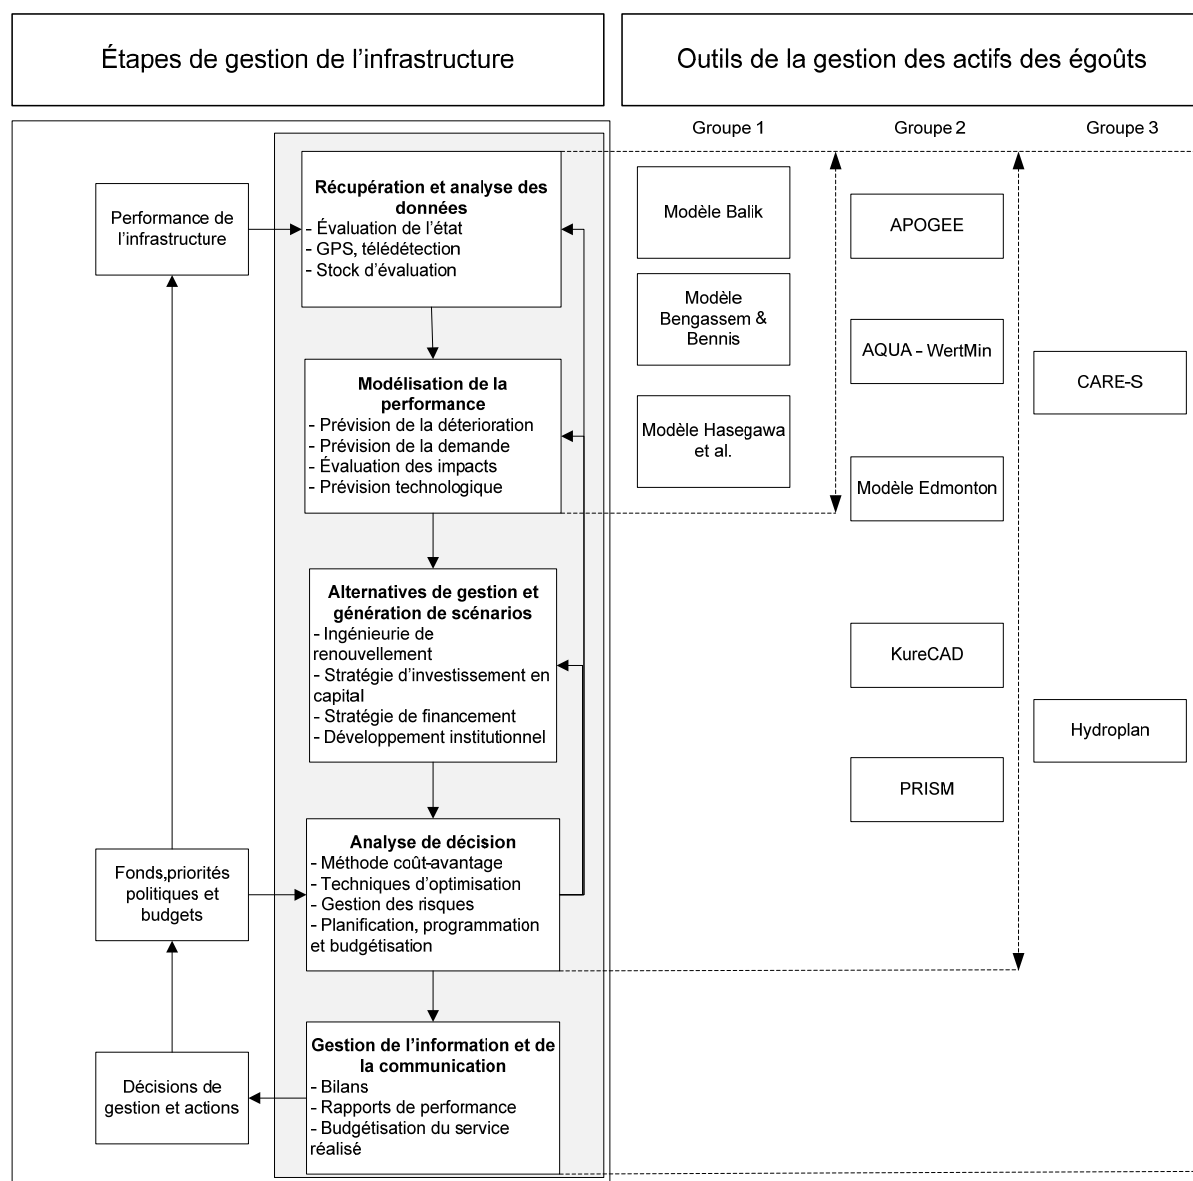 Étapes de gestion de l'infrastructure
Outils de la gestion des actifs des égoûts
Groupe 1
Groupe 2
Groupe 3
Performance de
l'infrastructure
Récupération et analyse des
données
- Évaluation de l'état
- GPS, télédétection
- Stock d'évaluation
Modélisation de la
performance
- Prévision de la déterioration
- Prévision de la demande
- Évaluation des impacts
- Prévision technologique
Alternatives de gestion et
génération de scénarios
- Ingénieurie de
renouvellement
- Stratégie d'investissement en
capital
- Stratégie de financement
- Développement institutionnel
Fonds,priorités
politiques et
budgets
Analyse de décision
- Méthode coût-avantage
- Techniques d'optimisation
- Gestion des risques
- Planification, programmation
et budgétisation
Décisions de
gestion et actions
Gestion de l'information et de
la communication
- Bilans
- Rapports de performance
- Budgétisation du service
réalisé
Modèle Balik
Modèle
Bengassem &
Bennis
Modèle Hasegawa
et al.
APOGEE
AQUA - WertMin
Modèle Edmonton
KureCAD
PRISM
CARE-S
Hydroplan